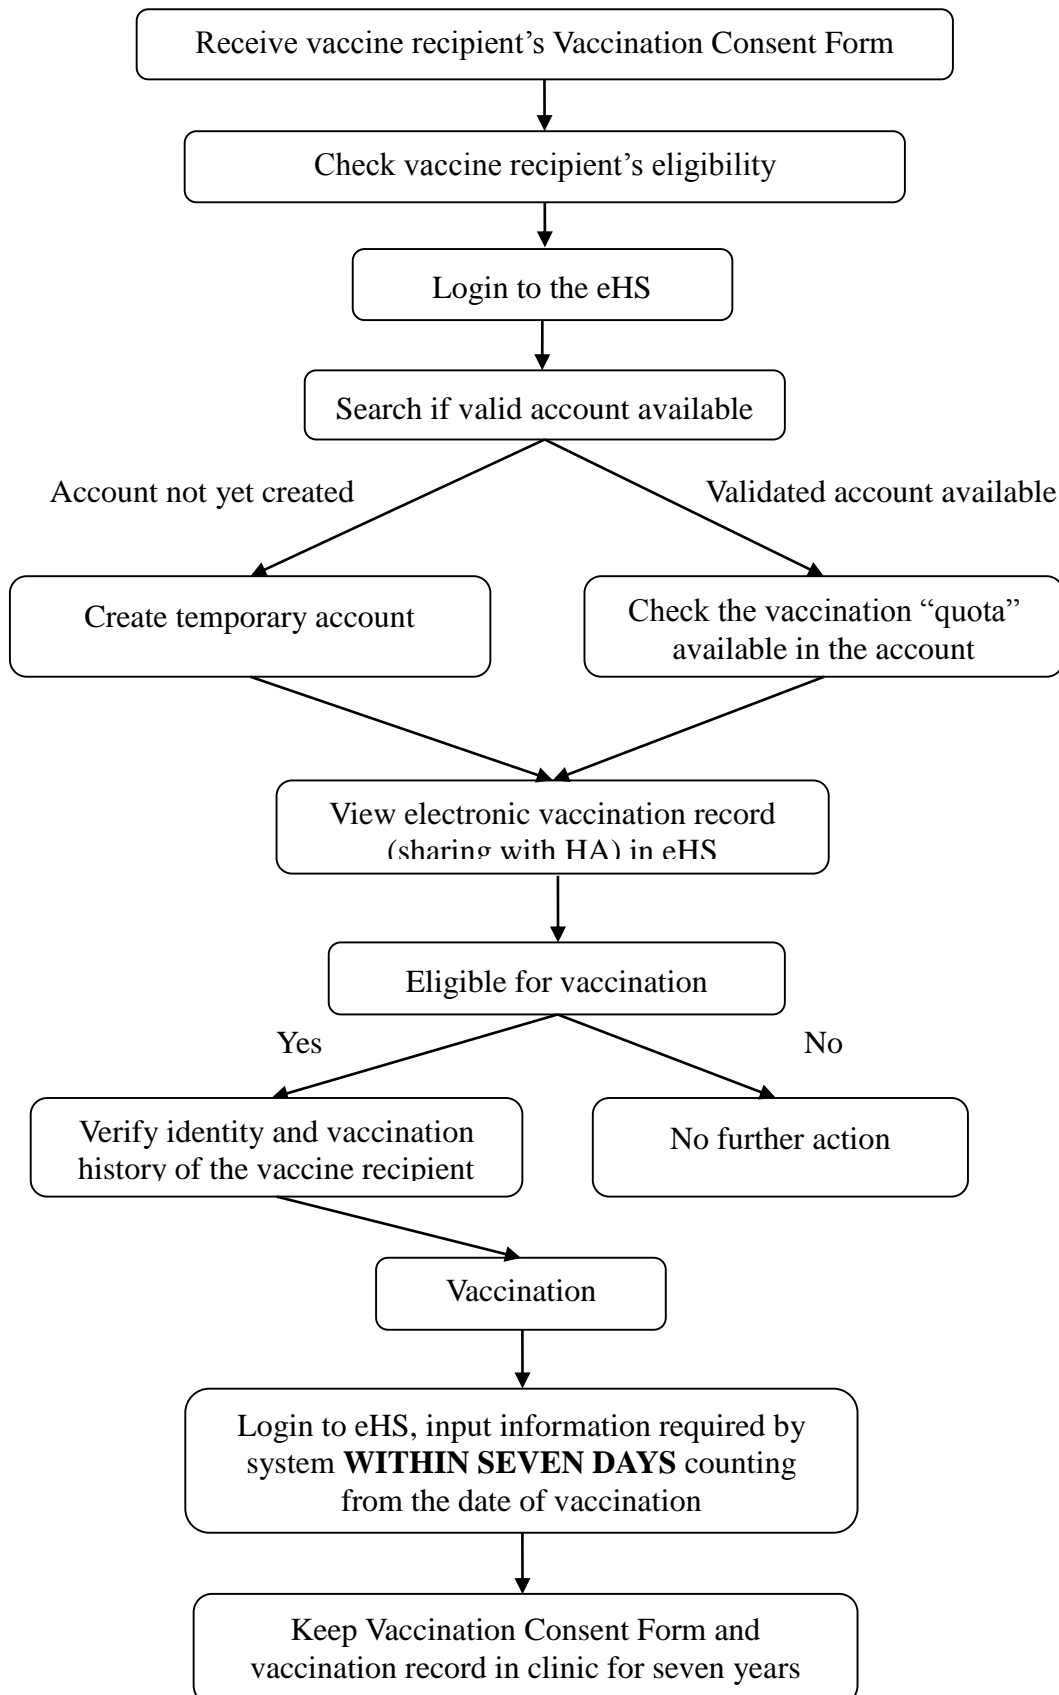 Receive vaccine recipient’s Vaccination Consent Form
Check vaccine recipient’s eligibility
Login to the eHS
Search if valid account available
Account not yet created
Validated account available
Create temporary account
Check the vaccination “quota”
available in the account
View electronic vaccination record
(sharing with HA) in eHS
Eligible for vaccination
Yes
No
Verify identity and vaccination
history of the vaccine recipient
No further action
Vaccination
Login to eHS, input information required by
system WITHIN SEVEN DAYS counting
from the date of vaccination
Keep Vaccination Consent Form and
vaccination record in clinic for seven years